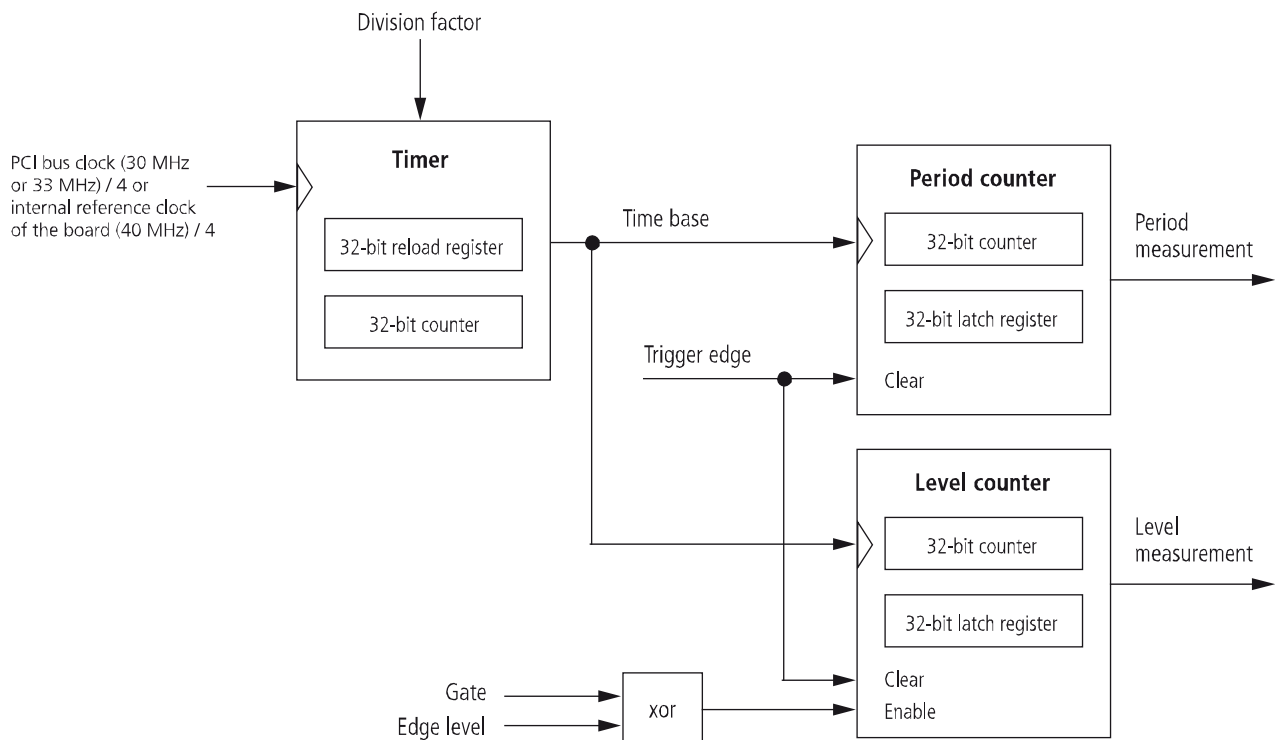 Division factor
PCI bus clock (30 MHz
or 33 MHz) / 4 or
internal reference clock
of the board (40 MHz) / 4
Timer
32-bit reload register
32-bit counter
Time base
Trigger edge
Period counter
32-bit counter
32-bit latch register
Clear
Period
measurement
Level counter
32-bit counter
32-bit latch register
Clear
Enable
Level
measurement
Gate
Edge level
xor